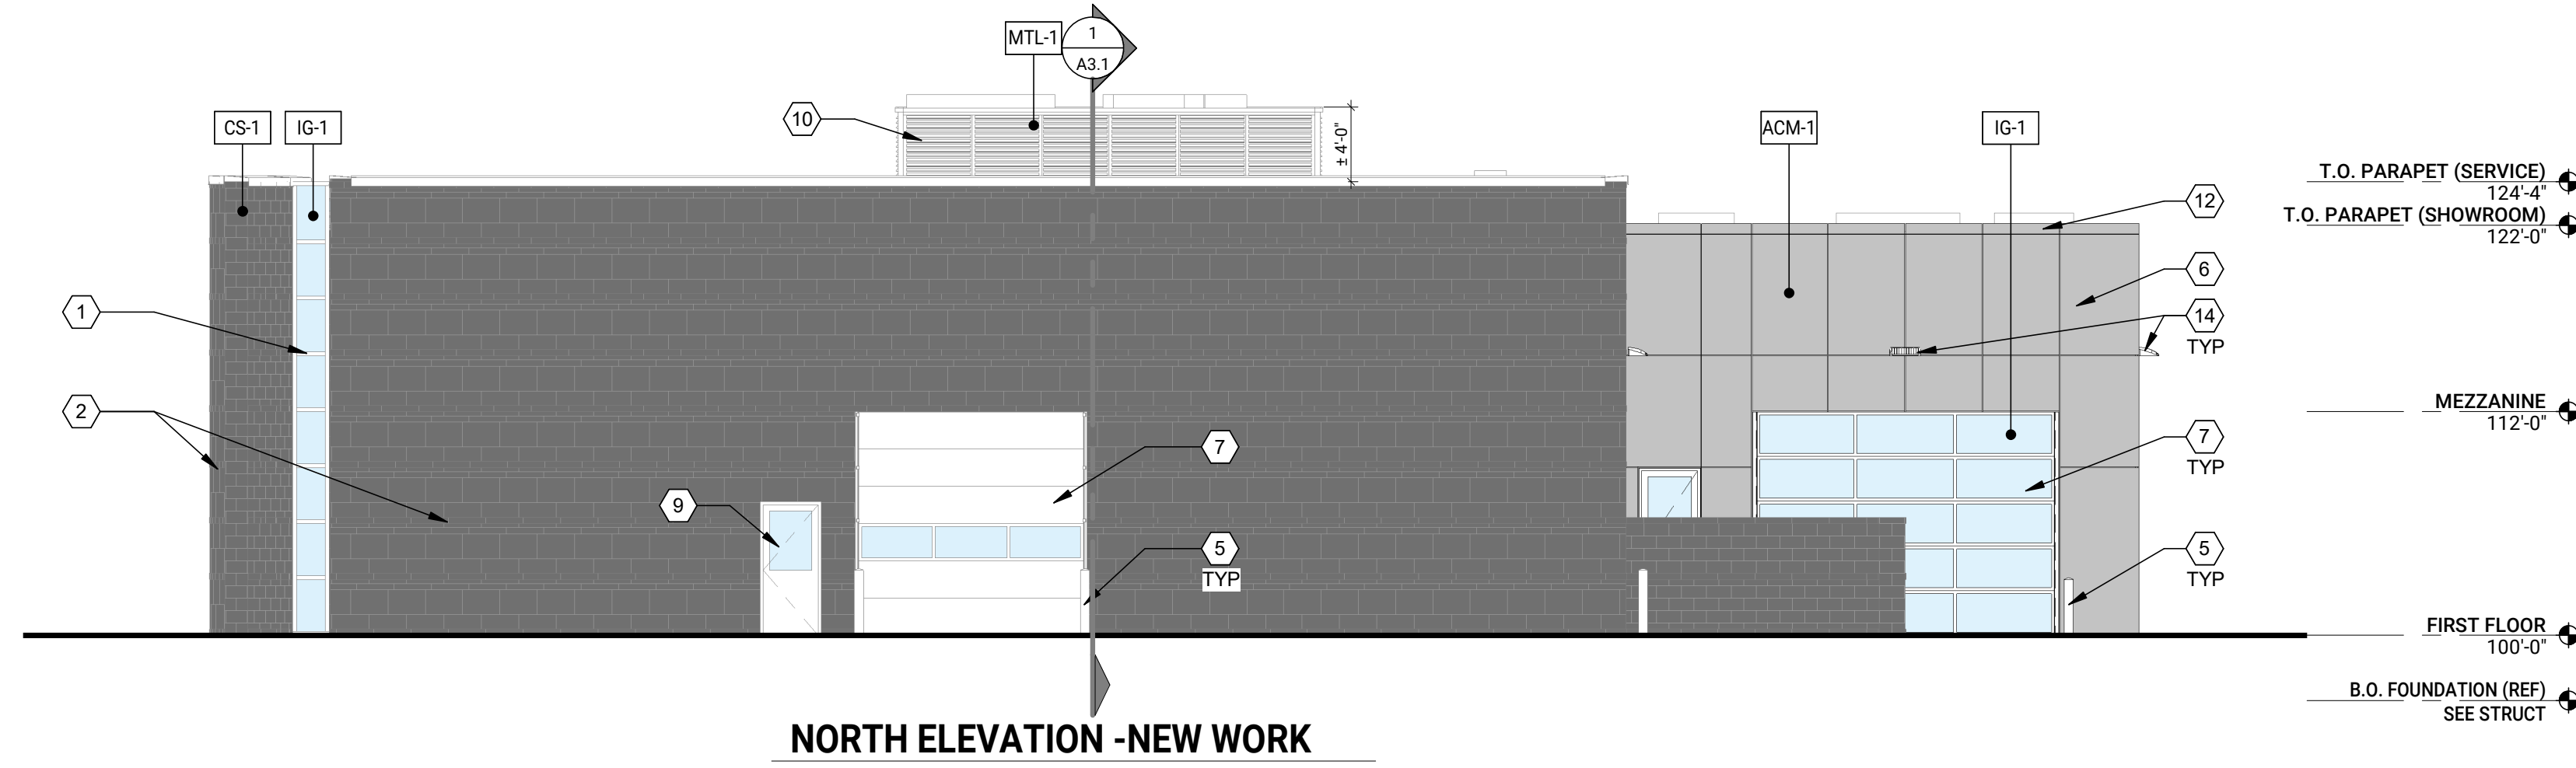 MTL-1
1
A3.1
CS-1
IG-1
10
± 4'-0"
ACM-1
IG-1
T.O. PARAPET (SERVICE)
124'-4"
12
T.O. PARAPET (SHOWROOM)
122'-0"
6
1
14
TYP
2
MEZZANINE
112'-0"
7
7
TYP
9
5
TYP
5
TYP
FIRST FLOOR
100'-0"
B.O. FOUNDATION (REF)
SEE STRUCT
NORTH ELEVATION -NEW WORK